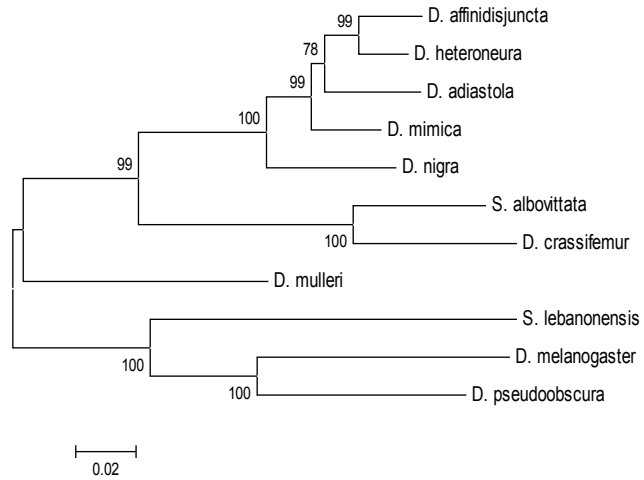 99
D. affinidisjuncta
78
D. heteroneura
99
D. adiastola
100
D. mimica
99
D. nigra
S. albovittata
100
D. crassifemur
D. mulleri
S. lebanonensis
100
D. melanogaster
100
D. pseudoobscura
0.02